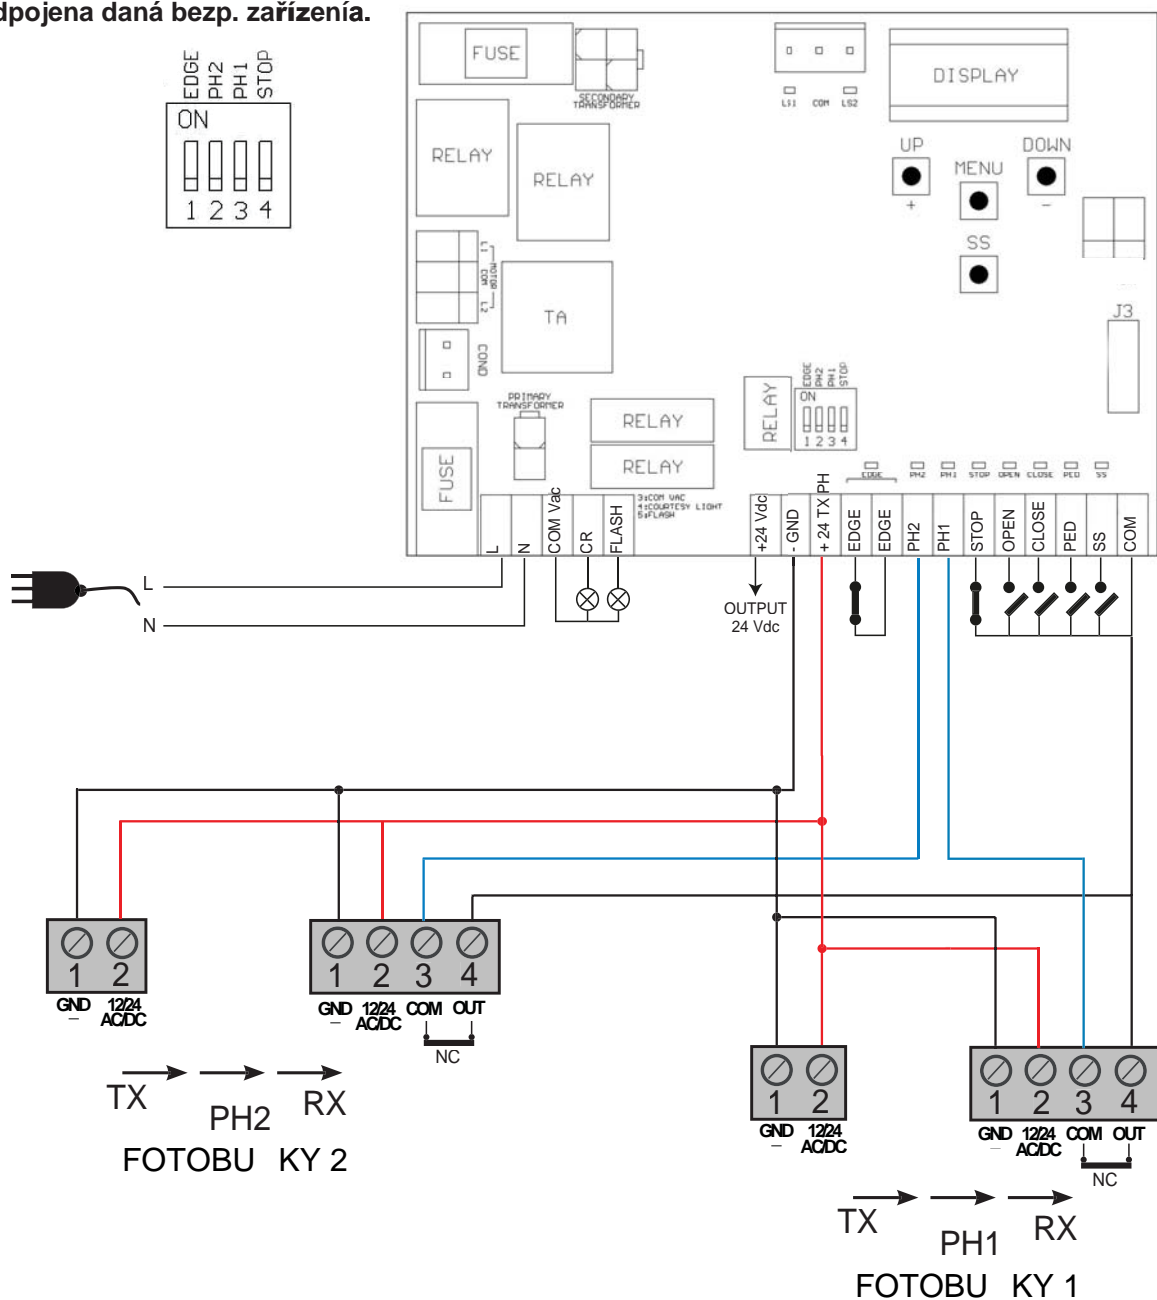 dpojena daná bezp. zařízenía.
EDGE
PH2
PH1
STOP
ON
1 2 3 4
FUSE
SECONDARY
TRANSFORMER
LS1 COM LS2
DISPLAY
RELAY
RELAY
UP
+
MENU
DOWN
-
SS
L1
COM
L2
MOTOR
TA
J3
COND
PRIMARY
TRANSFORMER
RELAY
RELAY
RELAY
EDGE
PH2
PH1
STOP
ON
1 2 3 4
FUSE
3:COM VAC
4:COURTESY LIGHT
5:FLASH
EDGE PH2 PH1 STOP OPEN CLOSE PED SS
L
N
COM Vac
CR
FLASH
+24 Vdc
- GND
+ 24 TX PH
EDGE
EDGE
PH2
PH1
STOP
OPEN
CLOSE
PED
SS
COM
L
N
OUTPUT
24 Vdc
1 2
GND 12/24
– AC/DC
1 2 3 4
GND 12/24 COM OUT
– AC/DC
NC
TX PH2 RX
FOTOBU KY 2
1 2
GND 12/24
– AC/DC
1 2 3 4
GND 12/24 COM OUT
– AC/DC
NC
TX PH1 RX
FOTOBU KY 1